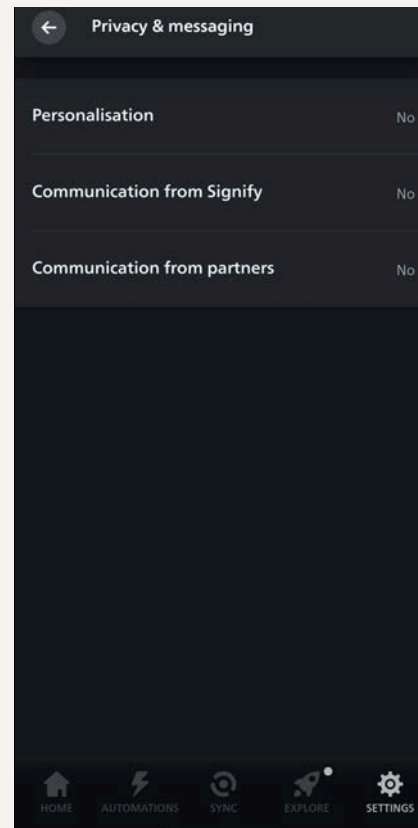 Privacy & messaging
Personalisation No
Communication from Signify No
Communication from partners No
HOME AUTOMATIONS SYNC EXPLORE SETTINGS